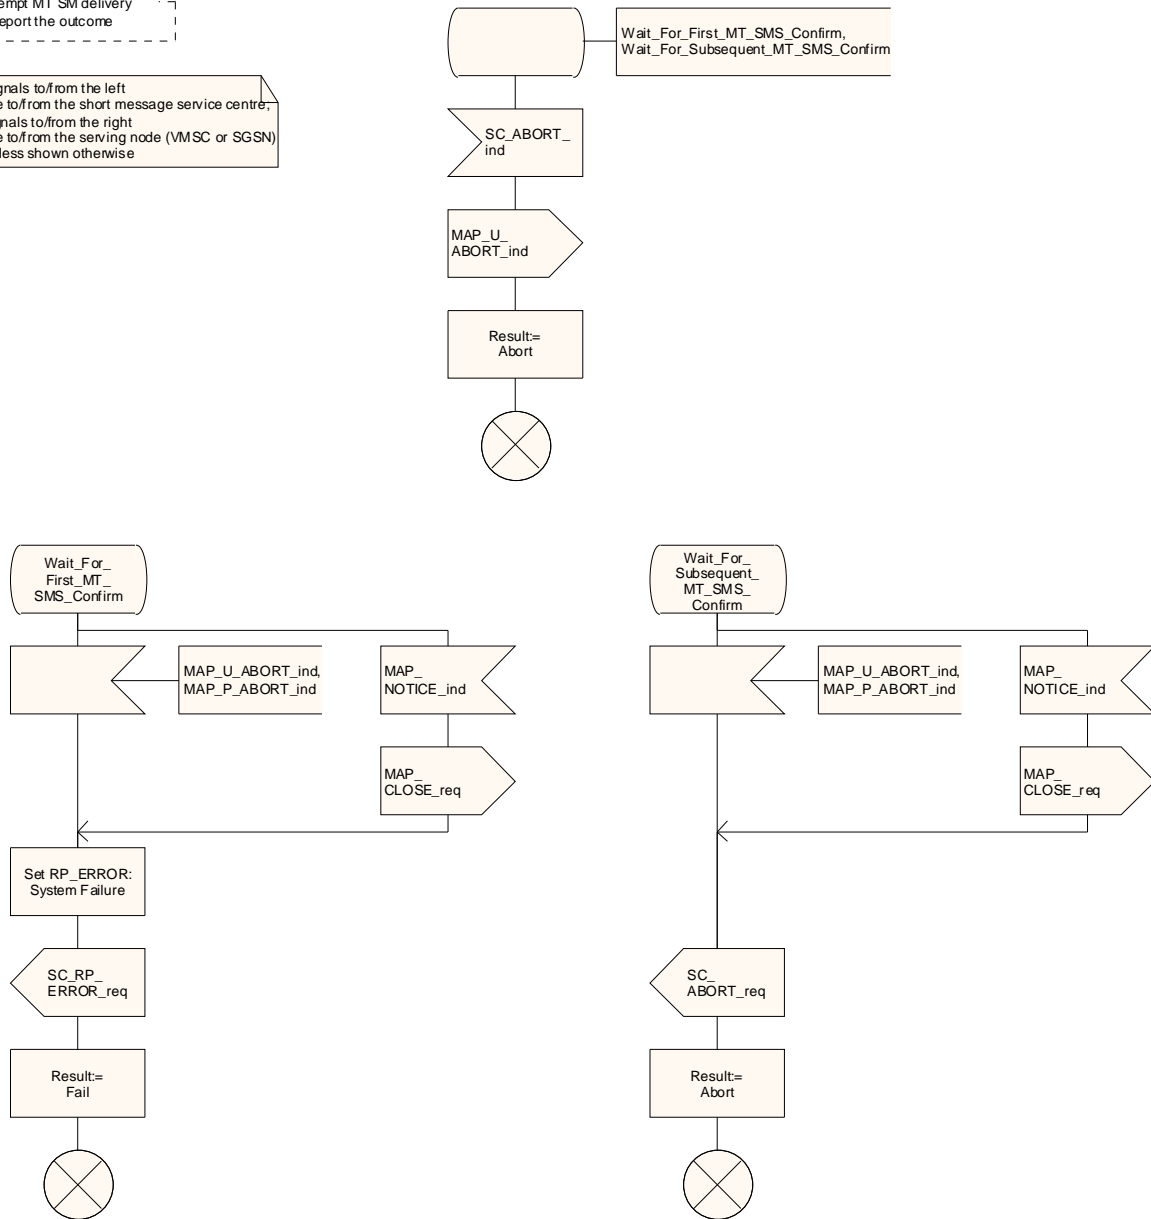 empt MT SM delivery
eport the outcome
gnals to/from the left
e to/from the short message service centre;
gnals to/from the right
e to/from the serving node (VMSC or SGSN)
less shown otherwise
Wait_For_First_MT_SMS_Confirm,
Wait_For_Subsequent_MT_SMS_Confirm
SC_ABORT_
ind
MAP_U_
ABORT_ind
Result:=
Abort
Wait_For_
First_MT_
SMS_Confirm
MAP_U_ABORT_ind,
MAP_P_ABORT_ind
MAP_
NOTICE_ind
MAP_
CLOSE_req
Set RP_ERROR:
System Failure
SC_RP_
ERROR_req
Result:=
Fail
Wait_For_
Subsequent_
MT_SMS_
Confirm
MAP_U_ABORT_ind,
MAP_P_ABORT_ind
MAP_
NOTICE_ind
MAP_
CLOSE_req
SC_
ABORT_req
Result:=
Abort